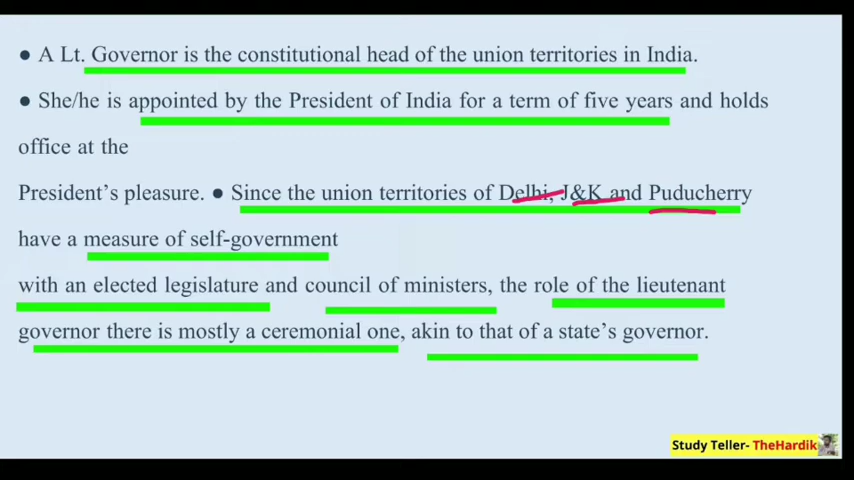 ● A Lt. Governor is the constitutional head of the union territories in India.
● She/he is appointed by the President of India for a term of five years and holds
office at the
President’s pleasure. ● Since the union territories of Delhi, J&K and Puducherry
have a measure of self-government
with an elected legislature and council of ministers, the role of the lieutenant
governor there is mostly a ceremonial one, akin to that of a state’s governor.
Study Teller- TheHardik